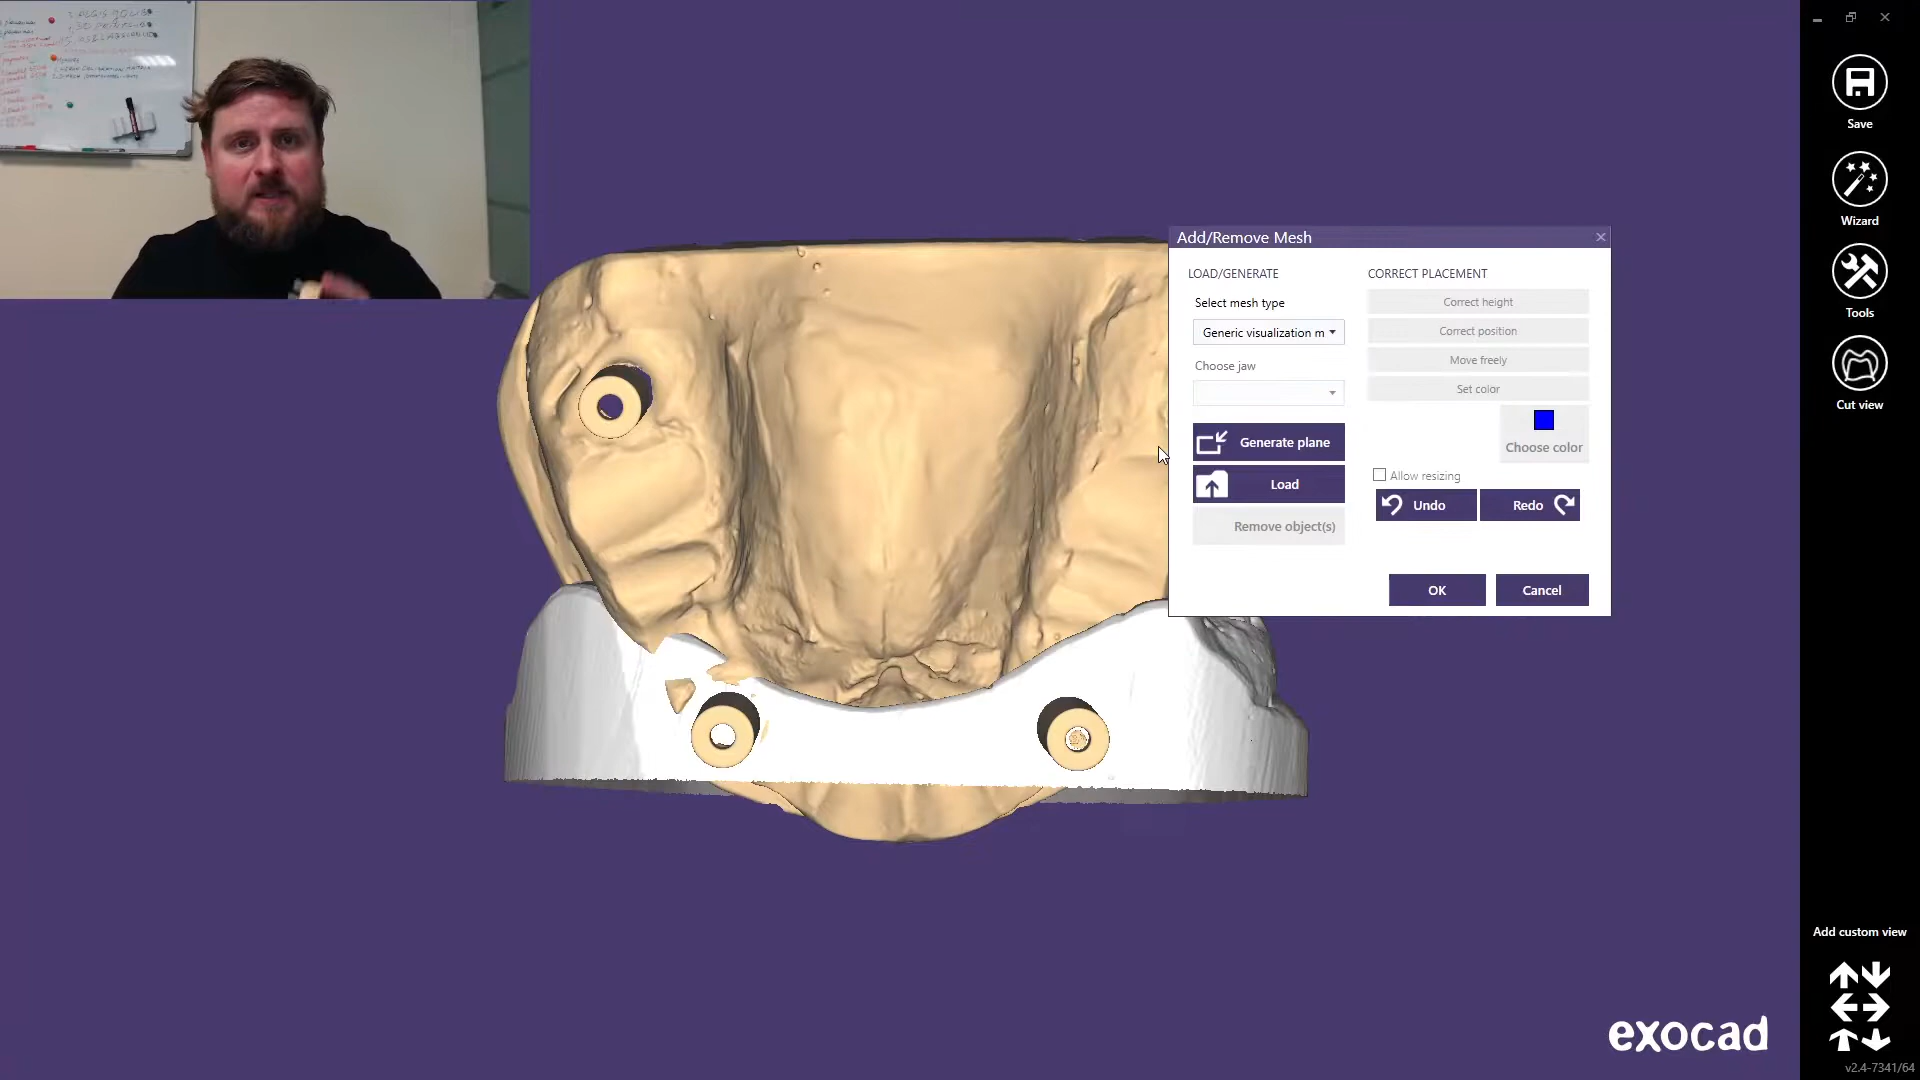 Save
Wizard
Tools
Cut view
Add/Remove Mesh
LOAD/GENERATE
CORRECT PLACEMENT
Select mesh type
Correct height
Generic visualization m
Correct position
Choose jaw
Move freely
Set color
Choose color
Generate plane
Allow resizing
Load
Undo
Redo
Remove object(s)
OK
Cancel
Add custom view
exocad
v2.4-7341/64